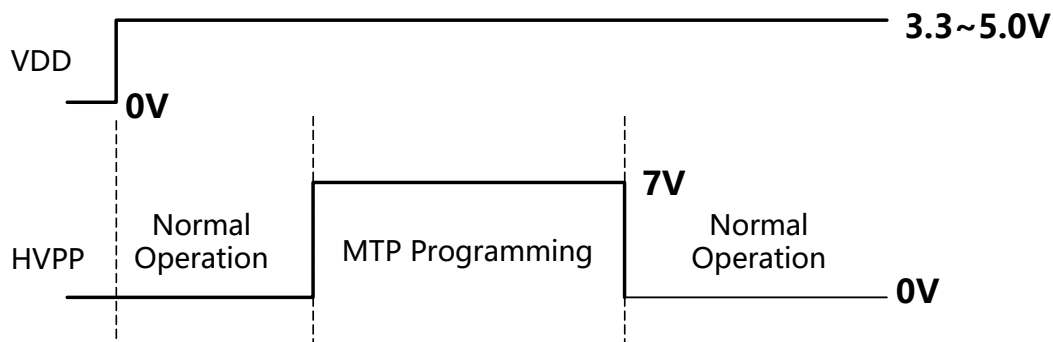 3.3~5.0V
VDD
0V
7V
Normal
Operation
MTP Programming
Normal
Operation
HVPP
0V